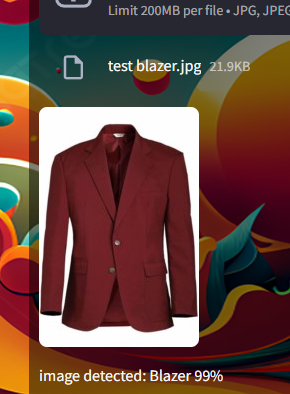 Limit 200MB per file • JPG, JPEG
test blazer.jpg 21.9KB
image detected: Blazer 99%